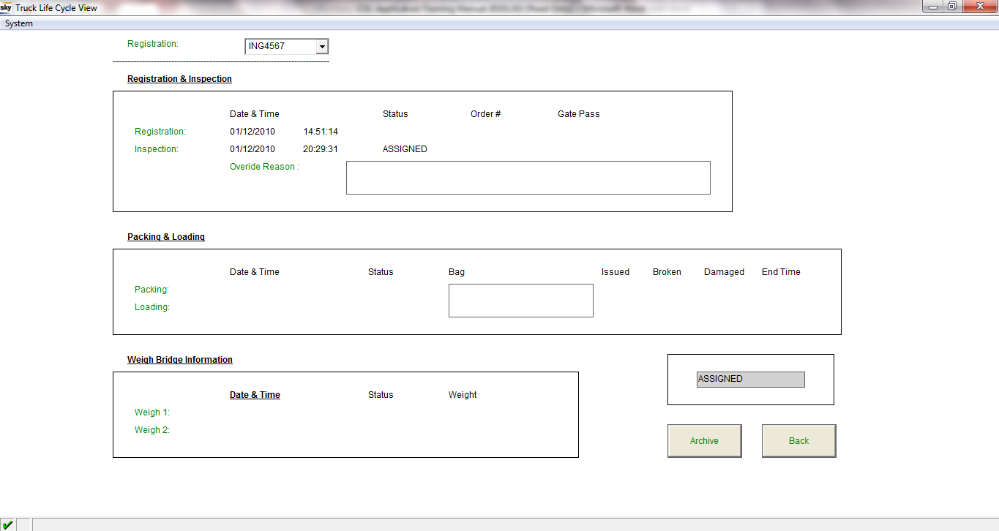 sky Truck Life Cycle View
System
Registration: ING4567
Registration & Inspection
Date & Time Status Order # Gate Pass
Registration: 01/12/2010 14:51:14
Inspection: 01/12/2010 20:29:31 ASSIGNED
Overide Reason :
Packing & Loading
Date & Time Status Bag Issued Broken Damaged End Time
Packing:
Loading:
Weigh Bridge Information
ASSIGNED
Date & Time Status Weight
Weigh 1:
Weigh 2:
Archive Back